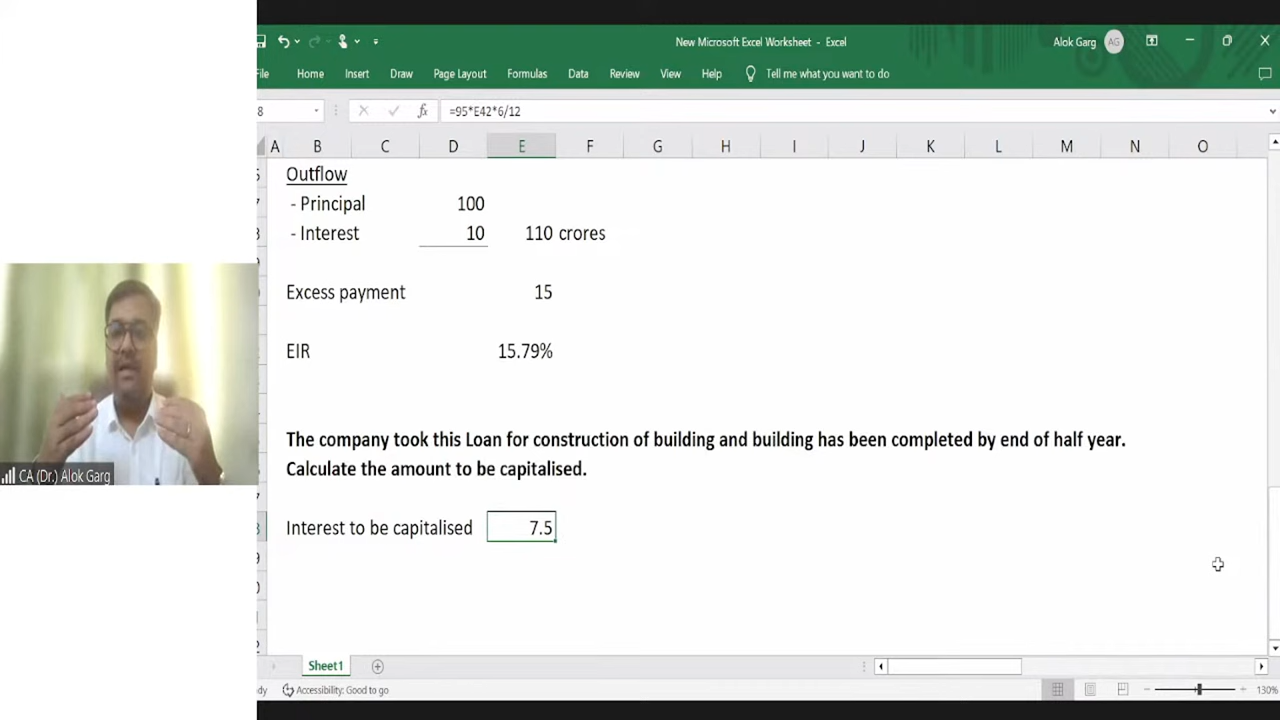 New Microsoft Excel Worksheet - Excel
Alok Garg AG
File Home Insert Draw Page Layout Formulas Data Review View Help Tell me what you want to do
8 fx =95*E42*6/12
A B C D E F G H I J K L M N O
Outflow
- Principal 100
- Interest 10 110 crores
Excess payment 15
EIR 15.79%
The company took this Loan for construction of building and building has been completed by end of half year.
Calculate the amount to be capitalised.
CA (Dr.) Alok Garg
Interest to be capitalised 7.5
Sheet1
Accessibility: Good to go 130%